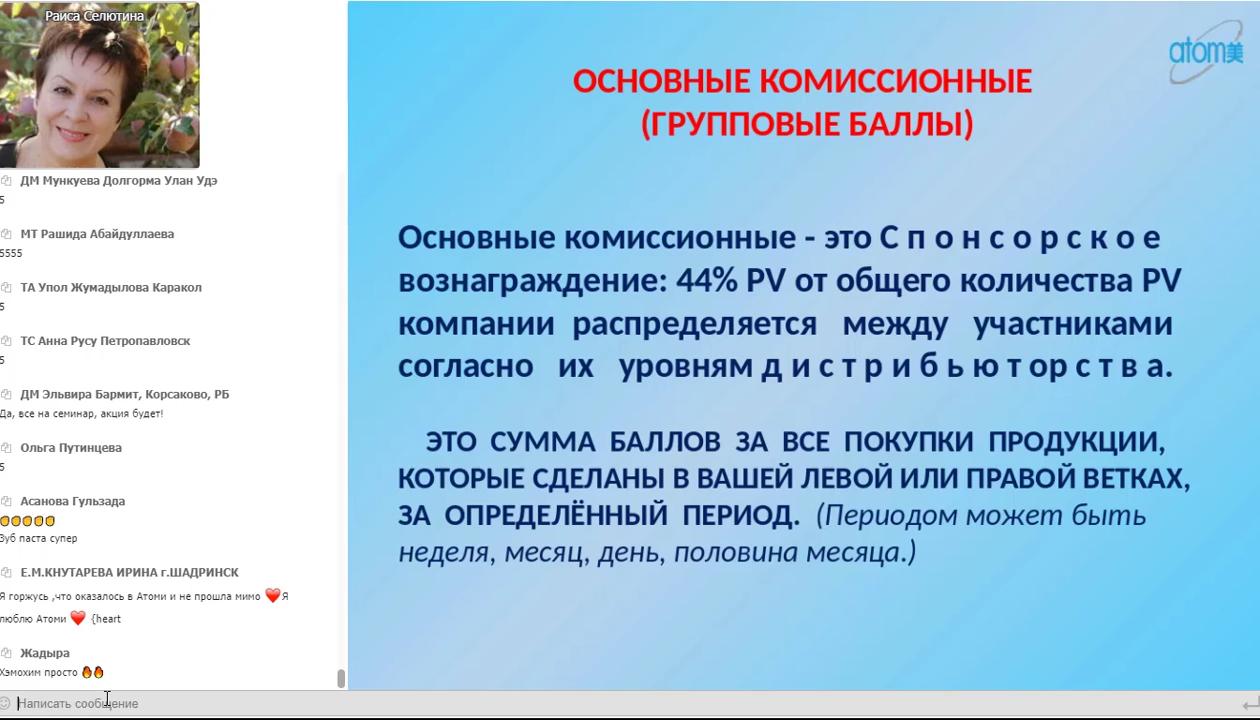 Раиса Селютина
ДМ Мункуева Долгорма Улан Удэ
5
МТ Рашида Абайдуллаева
5555
ТА Упол Жумадылова Каракол
5
ТС Анна Русу Петропавловск
5
ДМ Эльвира Бармит, Корсаково, РБ
Да, все на семинар, акция будет!
Ольга Путинцева
5
Асанова Гульзада
Зуб паста супер
Е.М.КНУТАРЕВА ИРИНА г.ШАДРИНСК
Я горжусь ,что оказалось в Атоми и не прошла мимо ❤️Я
люблю Атоми ❤️ {heart
Жадыра
Хэмохим просто 🔥🔥
Написать сообщение
atom美
ОСНОВНЫЕ КОМИССИОННЫЕ
(ГРУППОВЫЕ БАЛЛЫ)
Основные комиссионные - это С п о н с о р с к о е
вознаграждение: 44% PV от общего количества PV
компании распределяется между участниками
согласно их уровням д и с т р и б ь ю т ор с т в а.
ЭТО СУММА БАЛЛОВ ЗА ВСЕ ПОКУПКИ ПРОДУКЦИИ,
КОТОРЫЕ СДЕЛАНЫ В ВАШЕЙ ЛЕВОЙ ИЛИ ПРАВОЙ ВЕТКАХ,
ЗА ОПРЕДЕЛЁННЫЙ ПЕРИОД. (Периодом может быть
неделя, месяц, день, половина месяца.)